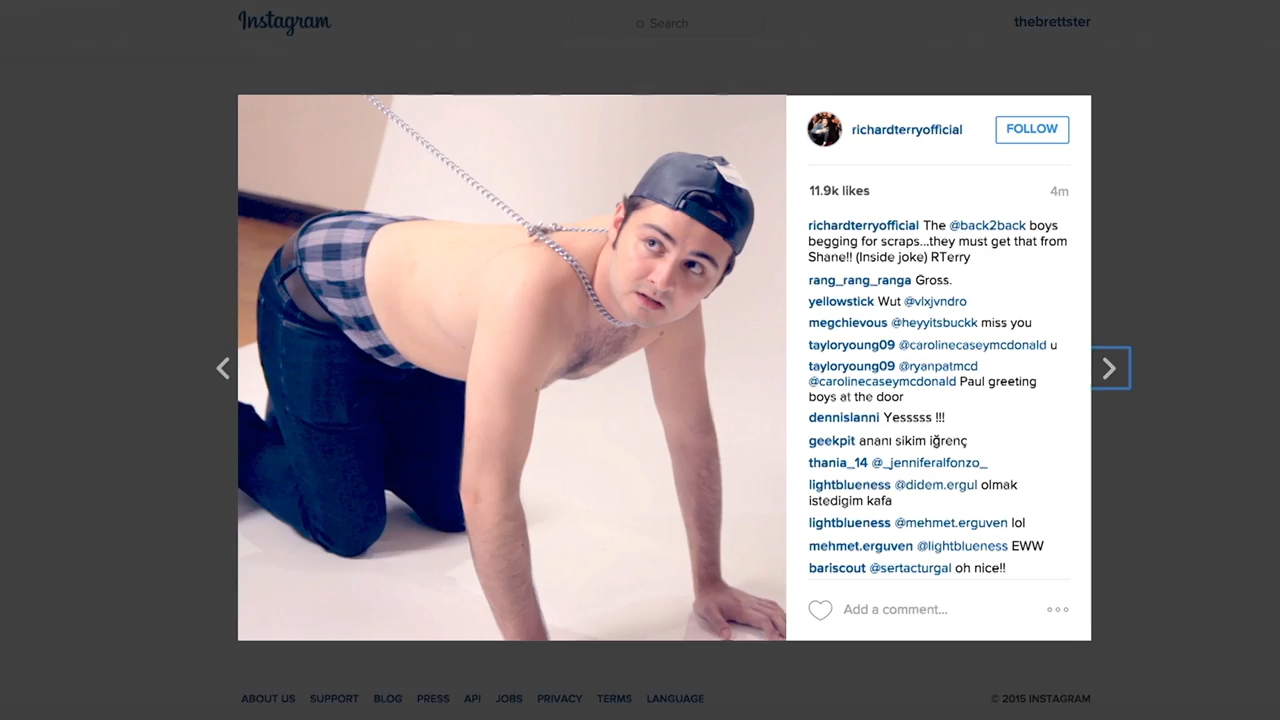 Instagram
Search
thebrettster
richardterryofficial
FOLLOW
11.9k likes
4m
richardterryofficial The @back2back boys
begging for scraps...they must get that from
Shane!! (Inside joke) RTerry
rang_rang_ranga Gross.
yellowstick Wut @vlxjvndro
megchievous @heyyitsbuckk miss you
tayloryoung09 @carolinecaseymcdonald u
tayloryoung09 @ryanpatmcd
@carolinecaseymcdonald Paul greeting
boys at the door
dennislanni Yesssss !!!
geekpit ananı sikim iğrenç
thania_14 @_jenniferalfonzo_
lightblueness @didem.ergul olmak
istedigim kafa
lightblueness @mehmet.erguven lol
mehmet.erguven @lightblueness EWW
bariscout @sertacturgal oh nice!!
Add a comment...
ABOUT US SUPPORT BLOG PRESS API JOBS PRIVACY TERMS LANGUAGE
© 2015 INSTAGRAM